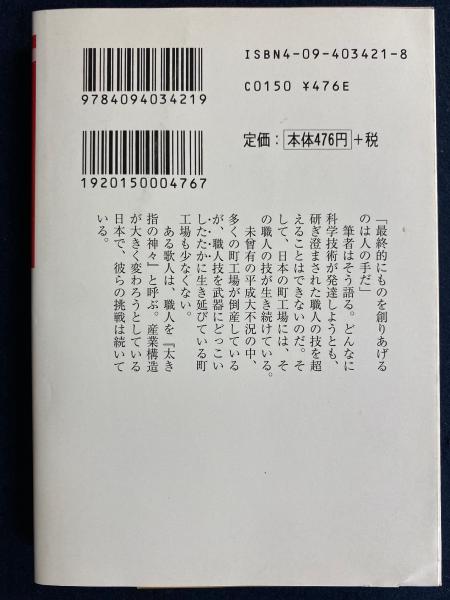 9784094034219
1920150004767
ISBN4-09-403421-8
C0150 ¥476E
定価：本体476円＋税
「最終的にものを創りあげる
のは人の手だ」
筆者はそう語る。どんなに
科学技術が発達しようとも、
研ぎ澄まされた職人の技を超
えることはできないのだ。そ
して、日本の町工場には、そ
の職人の技が生き続けている。
未曾有の平成大不況の中、
多くの町工場が倒産している
が、職人技を武器にどっこい
したたかに生き延びている町
工場も少なくない。
ある歌人は、職人を『太き
指の神々』と呼ぶ。産業構造
が大きく変わろうとしている
日本で、彼らの挑戦は続いて
いる。